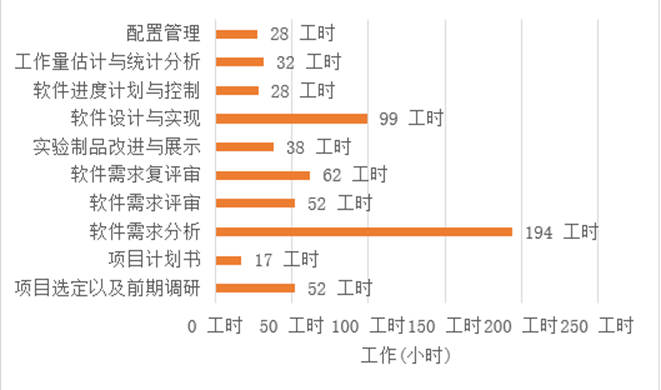 配置管理 28 工时
工作量估计与统计分析 32 工时
软件进度计划与控制 28 工时
软件设计与实现 99 工时
实验制品改进与展示 38 工时
软件需求复评审 62 工时
软件需求评审 52 工时
软件需求分析 194 工时
项目计划书 17 工时
项目选定以及前期调研 52 工时
0 工时 50 工时 100 工时 150 工时 200 工时 250 工时
工作(小时)